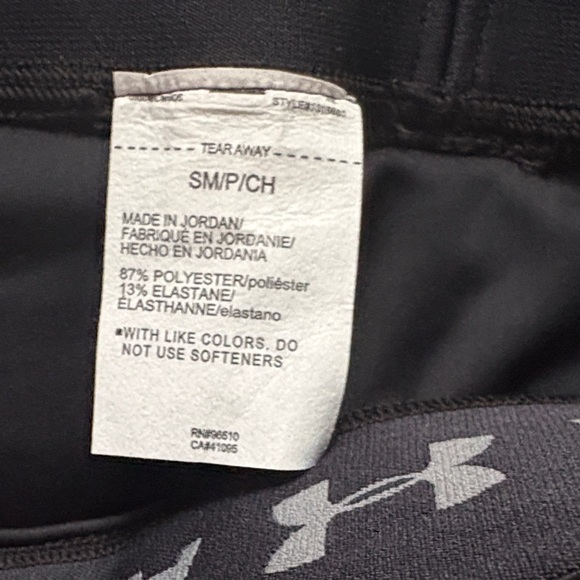 TEAR AWAY
SM/P/CH
MADE IN JORDAN/
FABRIQUÉ EN JORDANIE/
HECHO EN JORDANIA
87% POLYESTER/poliéster
13% ELASTANE/
ÉLASTHANNE/elastano
*WITH LIKE COLORS. DO
NOT USE SOFTENERS
RN#96510
CA#41095